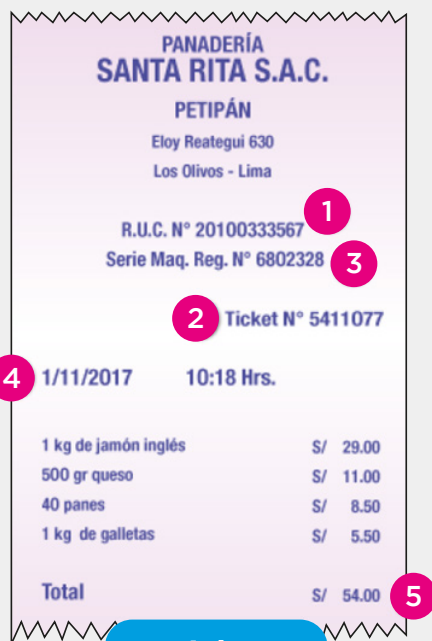 PANADERÍA
SANTA RITA S.A.C.
PETIPÁN
Eloy Reategui 630
Los Olivos - Lima
1
R.U.C. N° 20100333567
Serie Maq. Reg. N° 6802328 3
2 Ticket N° 5411077
4 1/11/2017 10:18 Hrs.
1 kg de jamón inglés S/ 29.00
500 gr queso S/ 11.00
40 panes S/ 8.50
1 kg de galletas S/ 5.50
Total S/ 54.00 5